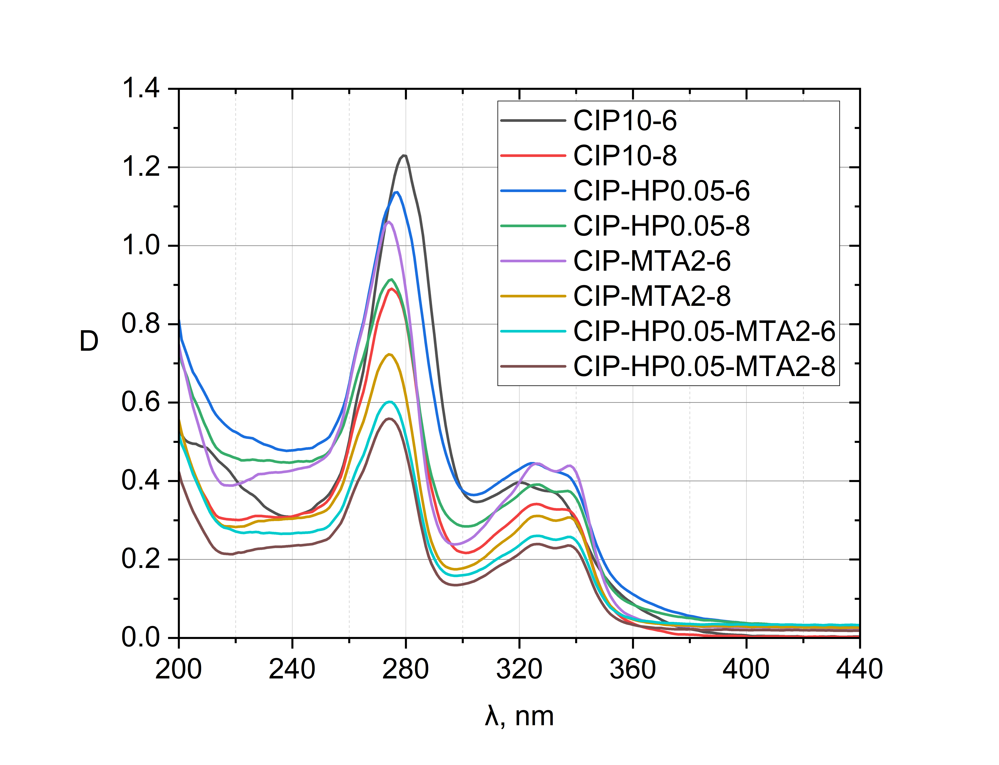 1.4
1.2
1.0
0.8
0.6
0.4
0.2
0.0
D
CIP10-6
CIP10-8
CIP-HP0.05-6
CIP-HP0.05-8
CIP-MTA2-6
CIP-MTA2-8
CIP-HP0.05-MTA2-6
CIP-HP0.05-MTA2-8
200 240 280 320 360 400 440
λ, nm